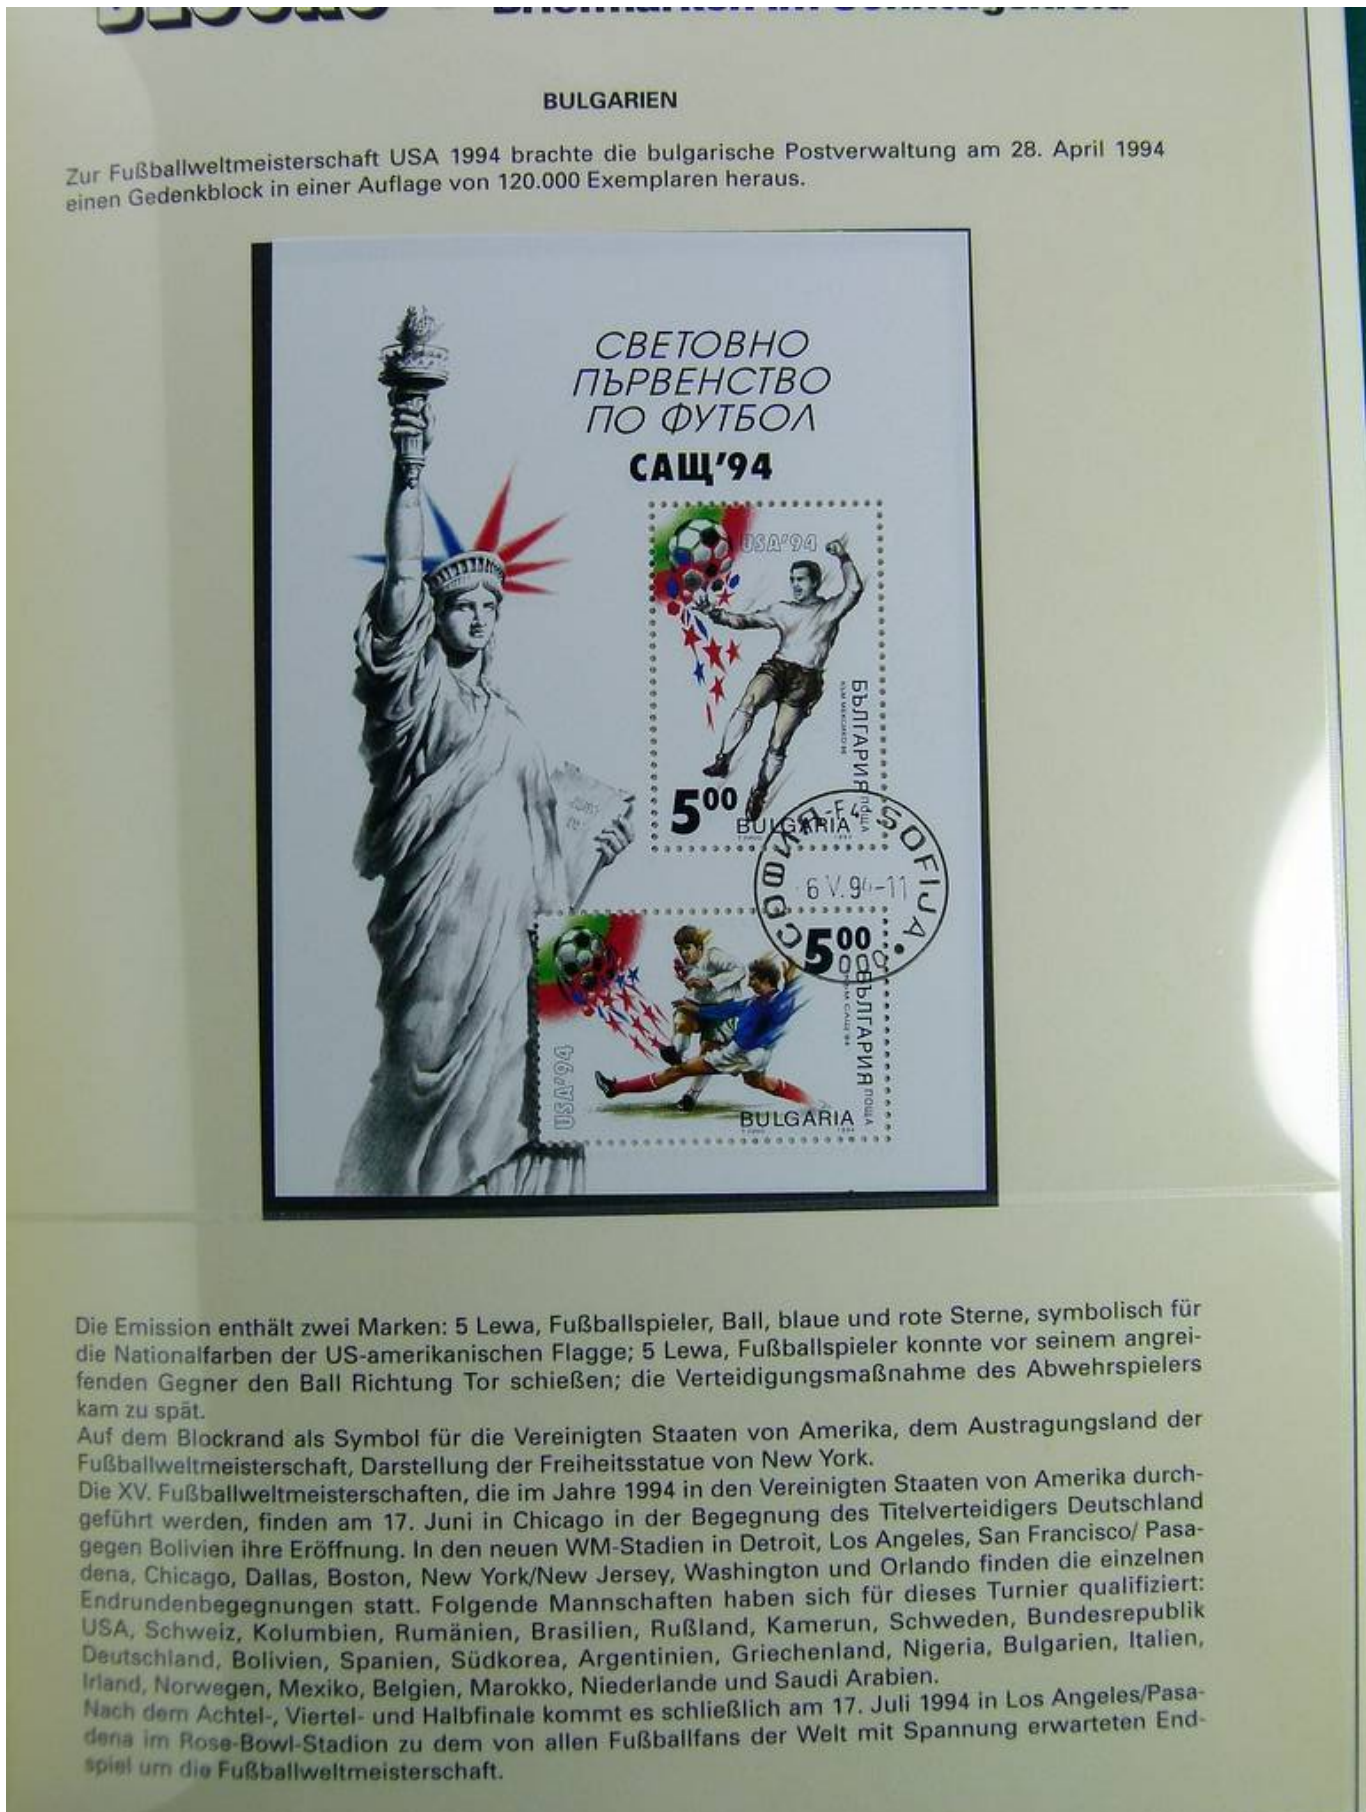 BULGARIEN
Zur Fußballweltmeisterschaft USA 1994 brachte die bulgarische Postverwaltung am 28. April 1994
einen Gedenkblock in einer Auflage von 120.000 Exemplaren heraus.
СВЕТОВНО
ПЪРВЕНСТВО
ПО ФУТБОЛ
САЩ'94
USA'94
БЪЛГАРИЯ ПОЩА
5 00
BULGARIA
СОФИЯ SOFIJA
5 00
БЪЛГАРИЯ ПОЩА
USA'94
BULGARIA
Die Emission enthält zwei Marken: 5 Lewa, Fußballspieler, Ball, blaue und rote Sterne, symbolisch für
die Nationalfarben der US-amerikanischen Flagge; 5 Lewa, Fußballspieler konnte vor seinem angrei-
fenden Gegner den Ball Richtung Tor schießen; die Verteidigungsmaßnahme des Abwehrspielers
kam zu spät.
Auf dem Blockrand als Symbol für die Vereinigten Staaten von Amerika, dem Austragungsland der
Fußballweltmeisterschaft, Darstellung der Freiheitsstatue von New York.
Die XV. Fußballweltmeisterschaften, die im Jahre 1994 in den Vereinigten Staaten von Amerika durch-
geführt werden, finden am 17. Juni in Chicago in der Begegnung des Titelverteidigers Deutschland
gegen Bolivien ihre Eröffnung. In den neuen WM-Stadien in Detroit, Los Angeles, San Francisco/ Pasa-
dena, Chicago, Dallas, Boston, New York/New Jersey, Washington und Orlando finden die einzelnen
Endrundenbegegnungen statt. Folgende Mannschaften haben sich für dieses Turnier qualifiziert:
USA, Schweiz, Kolumbien, Rumänien, Brasilien, Rußland, Kamerun, Schweden, Bundesrepublik
Deutschland, Bolivien, Spanien, Südkorea, Argentinien, Griechenland, Nigeria, Bulgarien, Italien,
Irland, Norwegen, Mexiko, Belgien, Marokko, Niederlande und Saudi Arabien.
Nach dem Achtel-, Viertel- und Halbfinale kommt es schließlich am 17. Juli 1994 in Los Angeles/Pasa-
dena im Rose-Bowl-Stadion zu dem von allen Fußballfans der Welt mit Spannung erwarteten End-
spiel um die Fußballweltmeisterschaft.